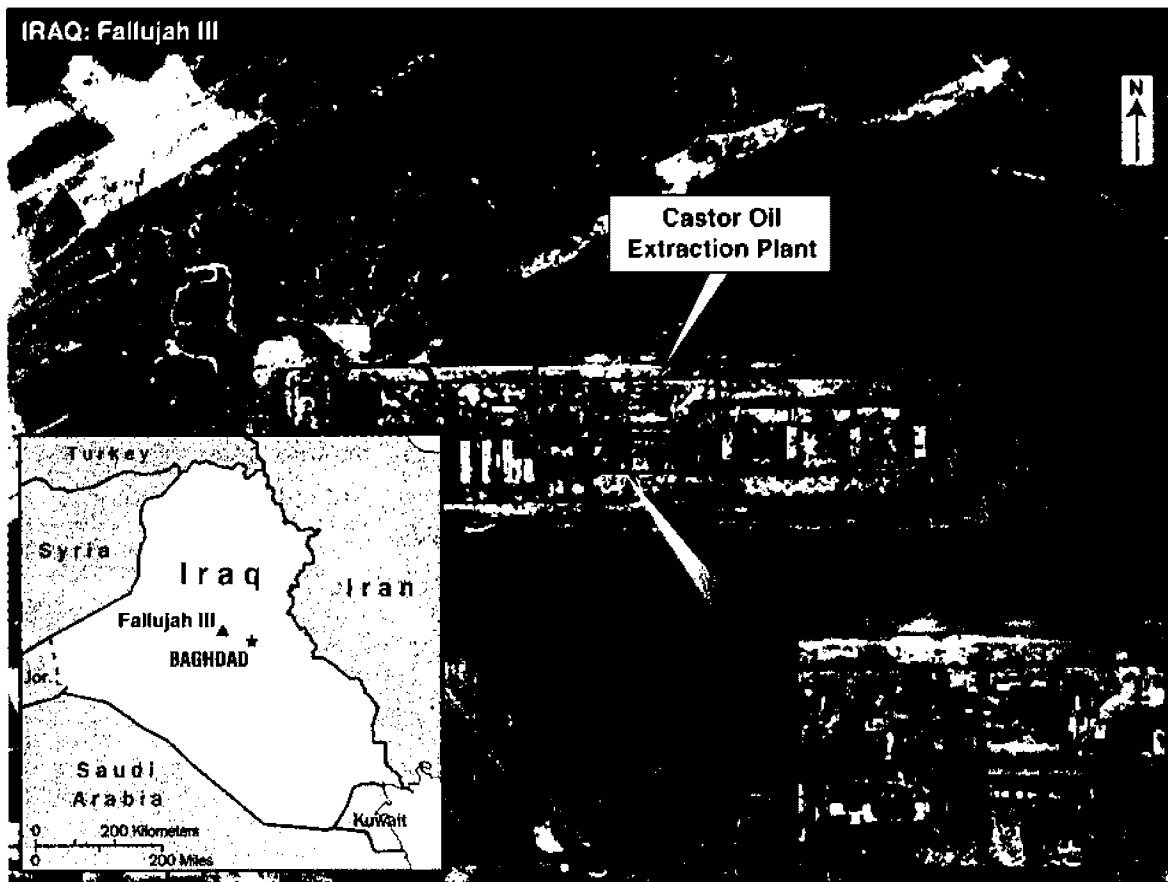 IRAQ: Fallujah III
N
Castor Oil
Extraction Plant
Turkey
Syria
Iraq
Iran
Fallujah III
BAGHDAD
Jor.
Saudi
Arabia
Kuwait
0 200 Kilometers
0 200 Miles